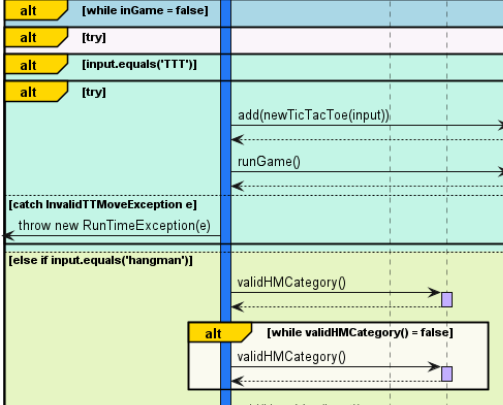 alt [while inGame = false]
alt [try]
alt [input.equals('TTT')]
alt [try]
add(newTicTacToe(input))
runGame()
[catch InvalidTTMoveException e]
throw new RunTimeException(e)
[else if input.equals('hangman')]
validHMCategory()
alt [while validHMCategory() = false]
validHMCategory()